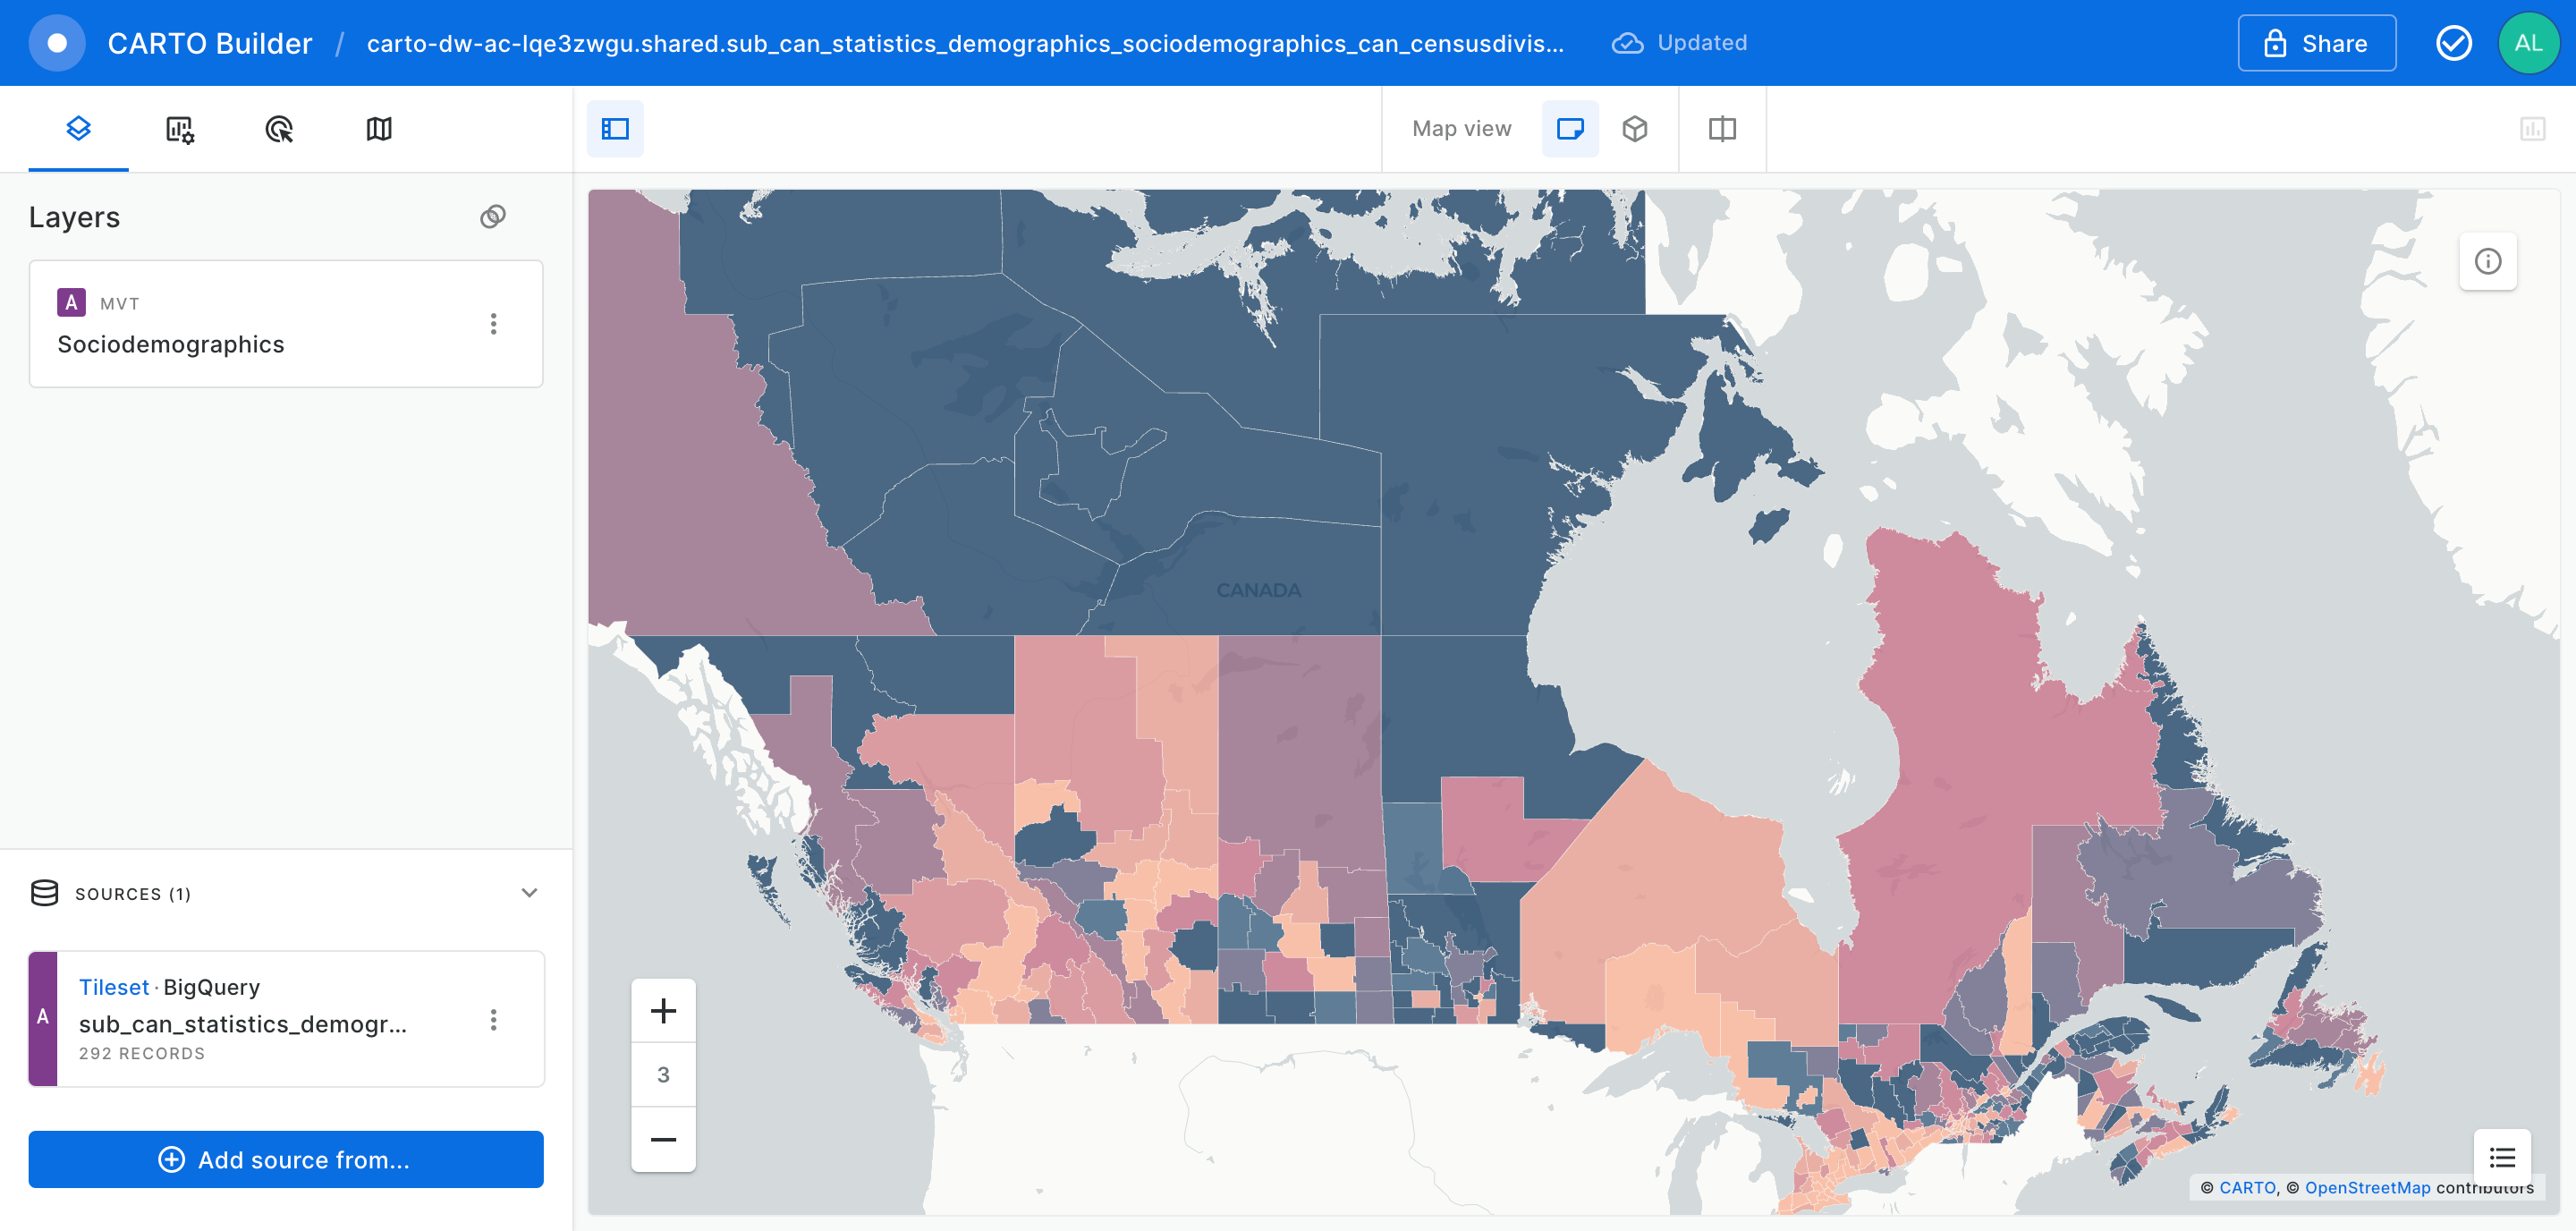 CARTO Builder / carto-dw-ac-lqe3zwgu.shared.sub_can_statistics_demographics_sociodemographics_can_censusdivis... Updated Share AL
Map view
Layers
A MVT
Sociodemographics
CANADA
SOURCES (1)
A
Tileset · BigQuery
sub_can_statistics_demogr...
292 RECORDS
Add source from...
3
© CARTO, © OpenStreetMap contributors